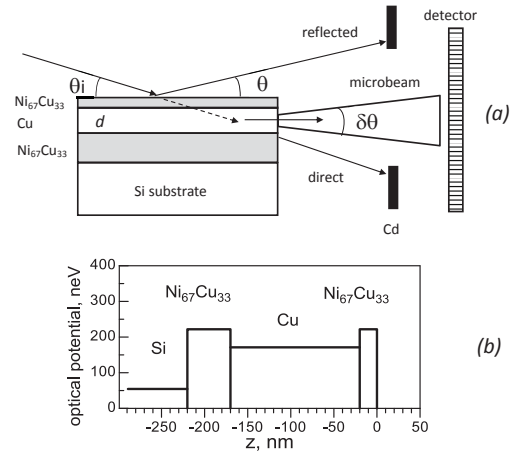 detector
reflected
θi
θ
microbeam
Ni₆₇Cu₃₃
Cu
d
δθ
(a)
Ni₆₇Cu₃₃
direct
Si substrate
Cd
400
Ni₆₇Cu₃₃
Ni₆₇Cu₃₃
300
Cu
(b)
200
Si
100
0
optical potential, neV
-250 -200 -150 -100 -50 0 50
z, nm